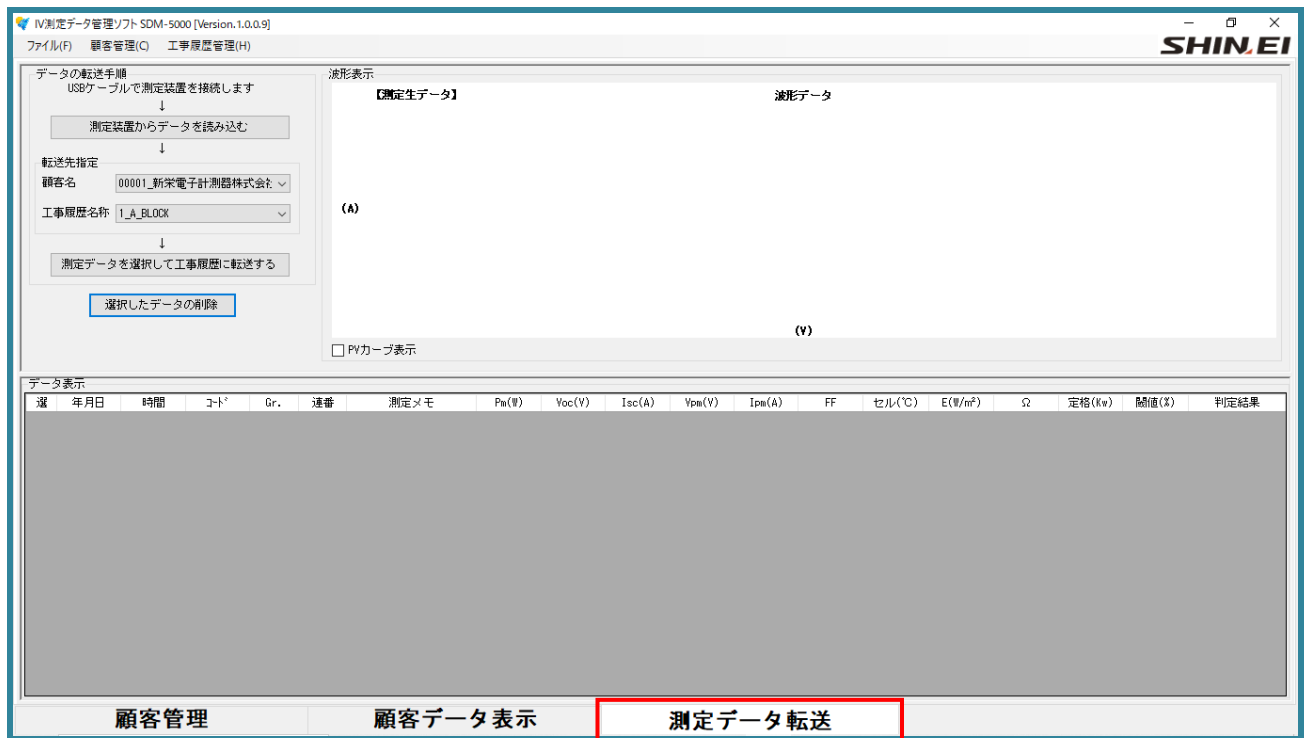 IV測定データ管理ソフト SDM-5000 [Version.1.0.0.9]
ファイル(F) 顧客管理(C) 工事履歴管理(H)
SHIN.EI
データの転送手順
USBケーブルで測定装置を接続します
↓
測定装置からデータを読み込む
↓
転送先指定
顧客名 00001_新栄電子計測器株式会社
工事履歴名称 1_A_BLOCK
↓
測定データを選択して工事履歴に転送する
選択したデータの削除
波形表示
【測定生データ】 波形データ
(A)
(V)
PVカーブ表示
データ表示
選 年月日 時間 コード Gr. 連番 測定メモ Pm(W) Voc(V) Isc(A) Vpm(V) Ipm(A) FF セル(℃) E(W/m²) Ω 定格(Kw) 閾値(%) 判定結果
顧客管理 顧客データ表示 測定データ転送